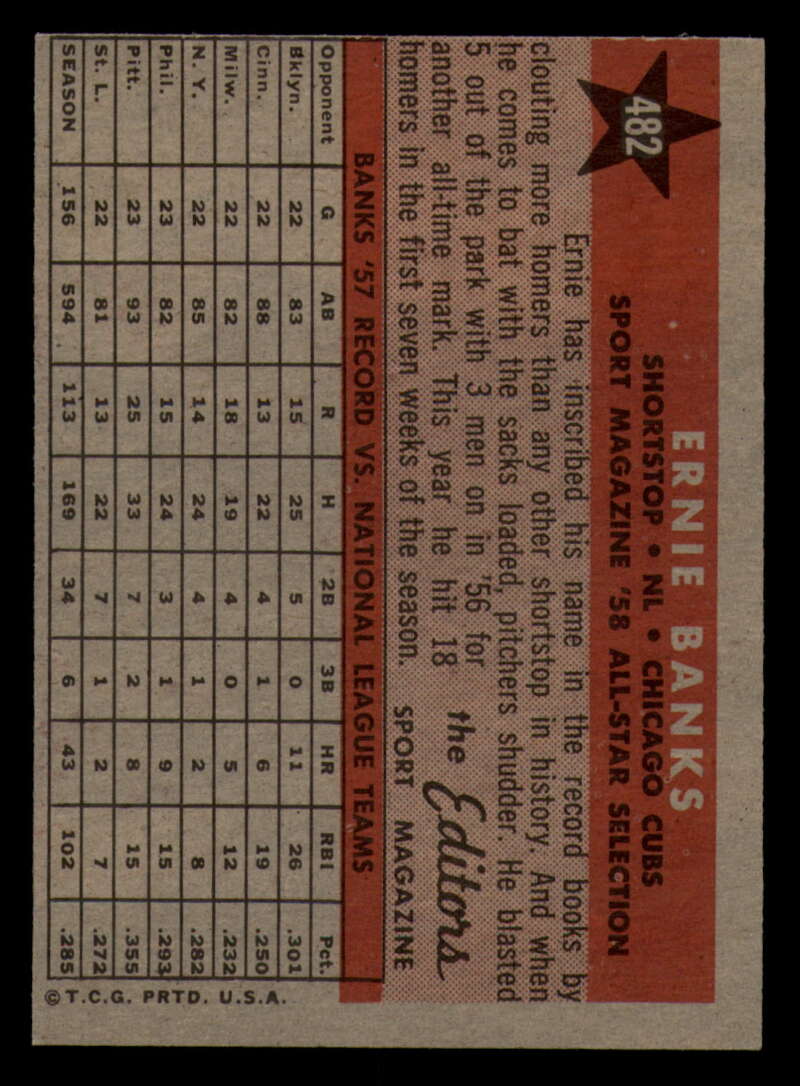 482
ERNIE BANKS
SHORTSTOP • NL • CHICAGO CUBS
SPORT MAGAZINE '58 ALL-STAR SELECTION
Ernie has inscribed his name in the record books by
clouting more homers than any other shortstop in history. And when
he comes to bat with the sacks loaded, pitchers shudder. He blasted
5 out of the park with 3 men on in '56 for
another all-time mark. This year he hit 18
homers in the first seven weeks of the season.
the Editors
SPORT MAGAZINE
BANKS '57 RECORD VS. NATIONAL LEAGUE TEAMS
Opponent G AB R H 2B 3B HR RBI Pct.
Bklyn. 22 83 15 25 5 0 11 26 .301
Cinn. 22 88 13 22 4 1 6 19 .250
Milw. 22 82 18 19 4 0 5 12 .232
N. Y. 22 85 14 24 4 1 2 8 .282
Phil. 23 82 15 24 3 1 9 15 .293
Pitt. 23 93 25 33 7 2 8 15 .355
St. L. 22 81 13 22 7 1 2 7 .272
SEASON 156 594 113 169 34 6 43 102 .285
© T.C.G. PRTD. U.S.A.